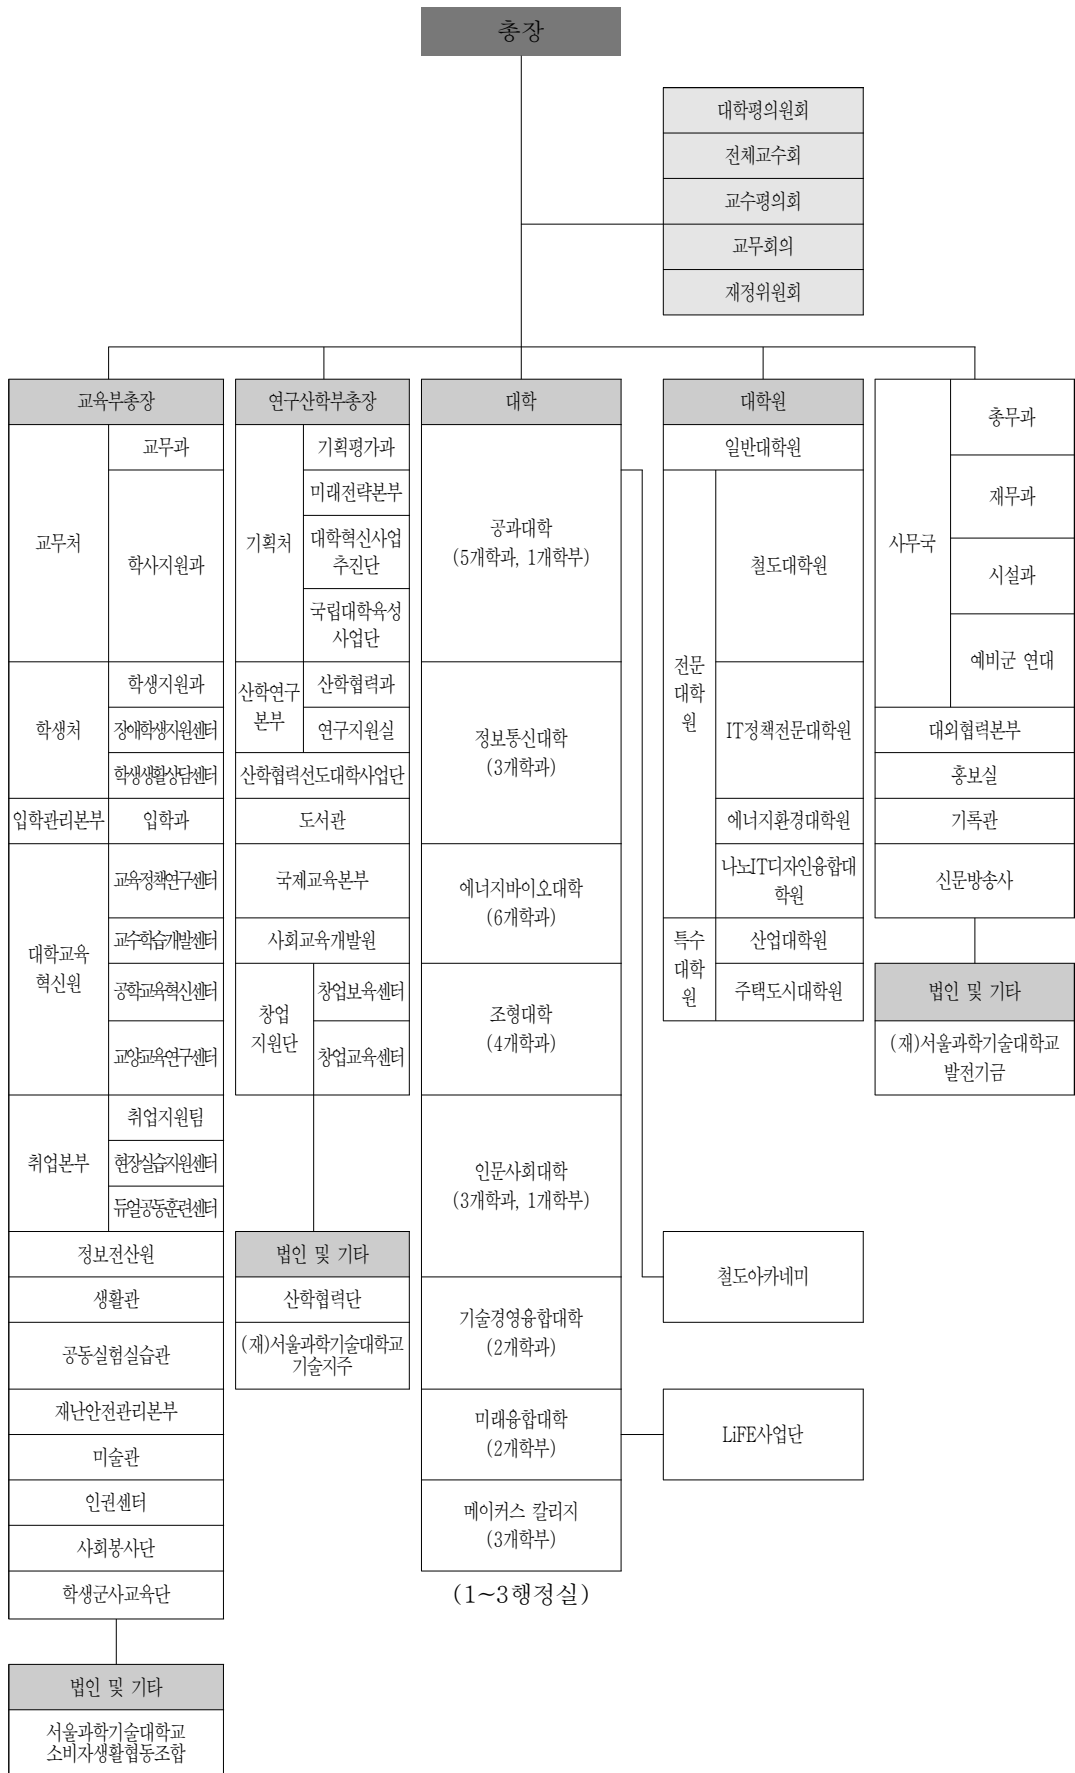 총장
대학평의원회
전체교수회
교수평의회
교무회의
재정위원회
교육부총장
교무처
교무과
학사지원과
학생처
학생지원과
장애학생지원센터
학생생활상담센터
입학관리본부
입학과
대학교육
혁신원
교육정책연구센터
교수학습개발센터
공학교육혁신센터
교양교육연구센터
취업본부
취업지원팀
현장실습지원센터
듀얼공동훈련센터
정보전산원
생활관
공동실험실습관
재난안전관리본부
미술관
인권센터
사회봉사단
학생군사교육단
법인 및 기타
서울과학기술대학교
소비자생활협동조합
연구산학부총장
기획처
기획평가과
미래전략본부
대학혁신사업
추진단
국립대학육성
사업단
산학연구
본부
산학협력과
연구지원실
산학협력선도대학사업단
도서관
국제교육본부
사회교육개발원
창업
지원단
창업보육센터
창업교육센터
법인 및 기타
산학협력단
(재)서울과학기술대학교
기술지주
대학
공과대학
(5개학과, 1개학부)
정보통신대학
(3개학과)
에너지바이오대학
(6개학과)
조형대학
(4개학과)
인문사회대학
(3개학과, 1개학부)
기술경영융합대학
(2개학과)
미래융합대학
(2개학부)
메이커스 칼리지
(3개학부)
(1~3행정실)
대학원
일반대학원
전문
대학
원
철도대학원
IT정책전문대학원
에너지환경대학원
나노IT디자인융합대
학원
특수
대학
원
산업대학원
주택도시대학원
철도아카네미
LiFE사업단
사무국
총무과
재무과
시설과
예비군 연대
대외협력본부
홍보실
기록관
신문방송사
법인 및 기타
(재)서울과학기술대학교
발전기금